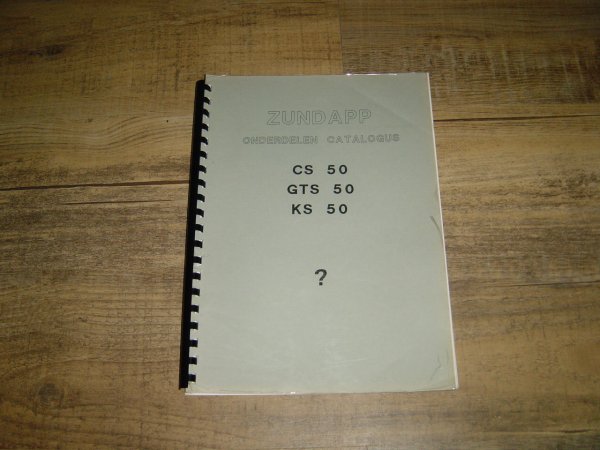 ZUNDAPP
ONDERDELEN CATALOGUS
CS 50
GTS 50
KS 50
?